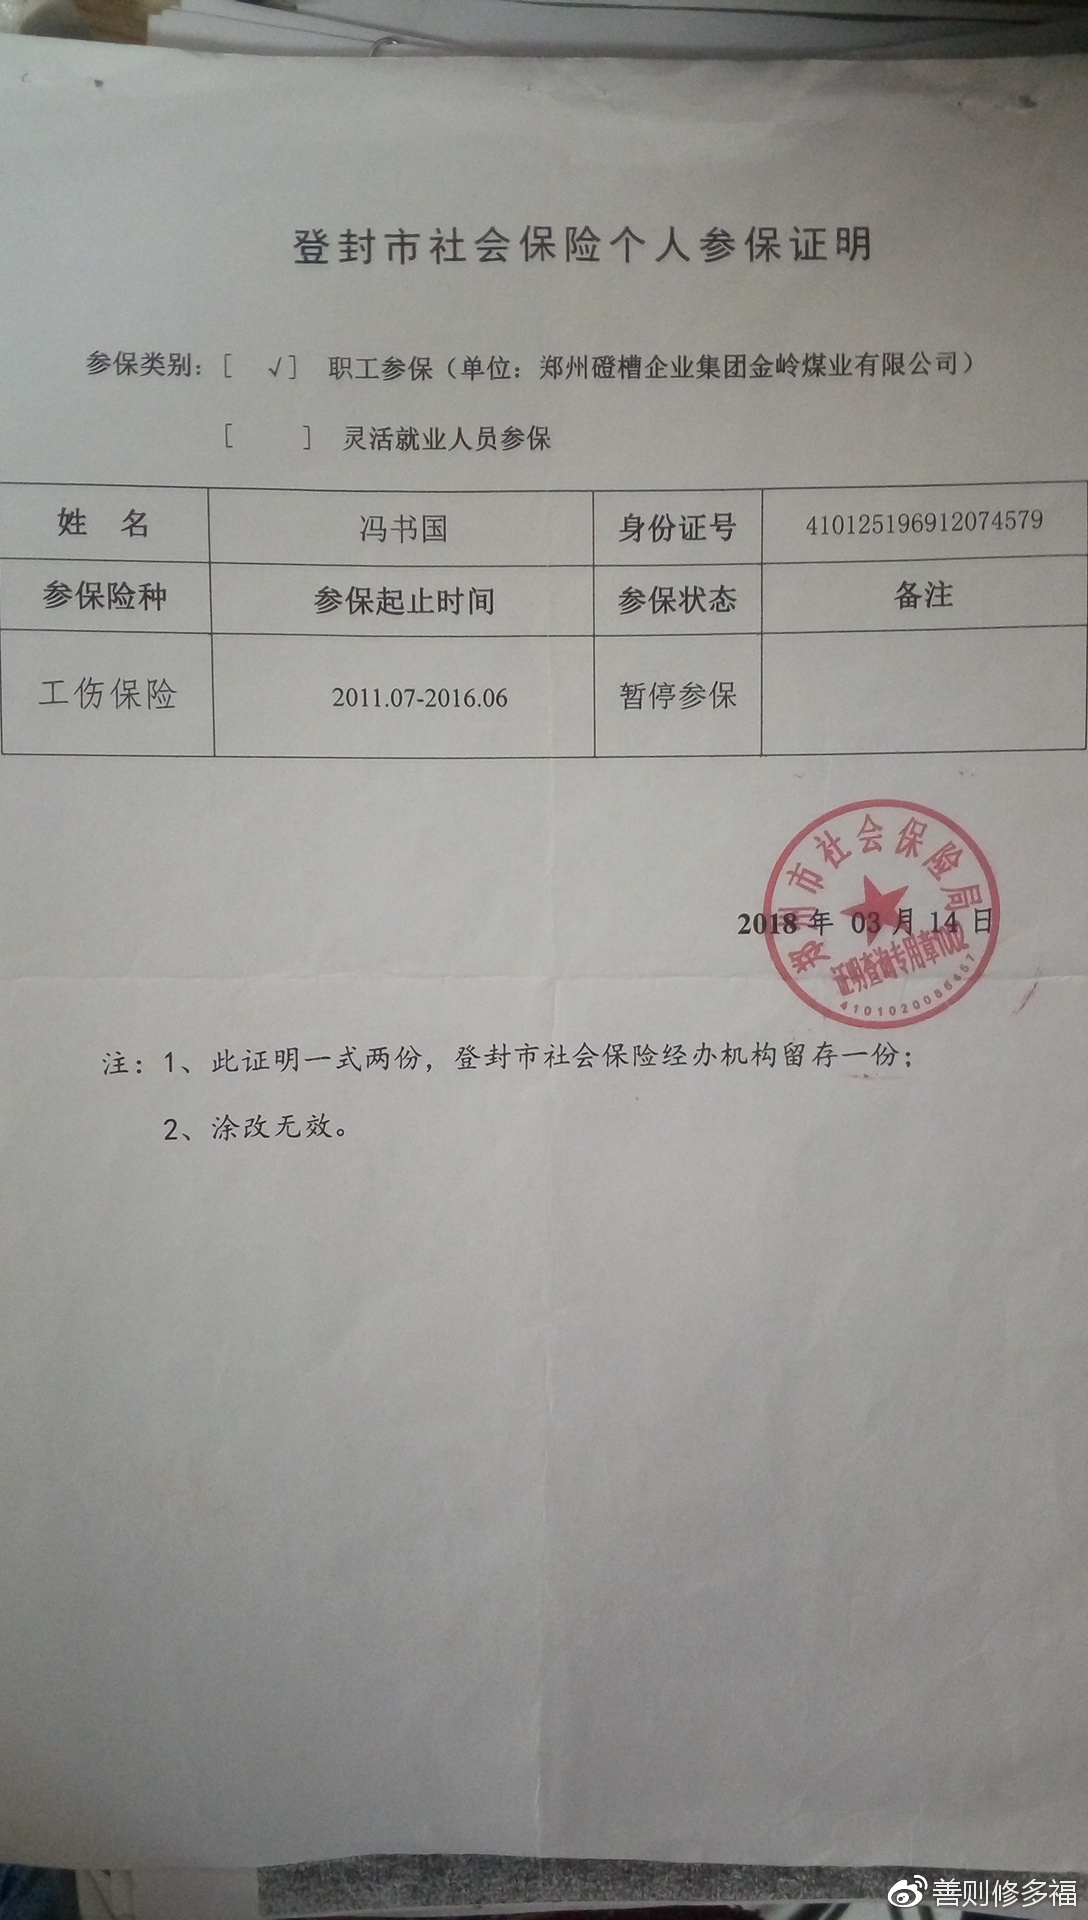 登封市社会保险个人参保证明
参保类别：[ √] 职工参保（单位：郑州磴槽企业集团金岭煤业有限公司）
[ ] 灵活就业人员参保
姓 名 冯书国 身份证号 410125196912074579
参保险种 参保起止时间 参保状态 备注
工伤保险 2011.07-2016.06 暂停参保
郑州市社会保险局
2018 年 03 月 14 日
证明查询专用章
注：1、此证明一式两份，登封市社会保险经办机构留存一份；
2、涂改无效。
善则修多福